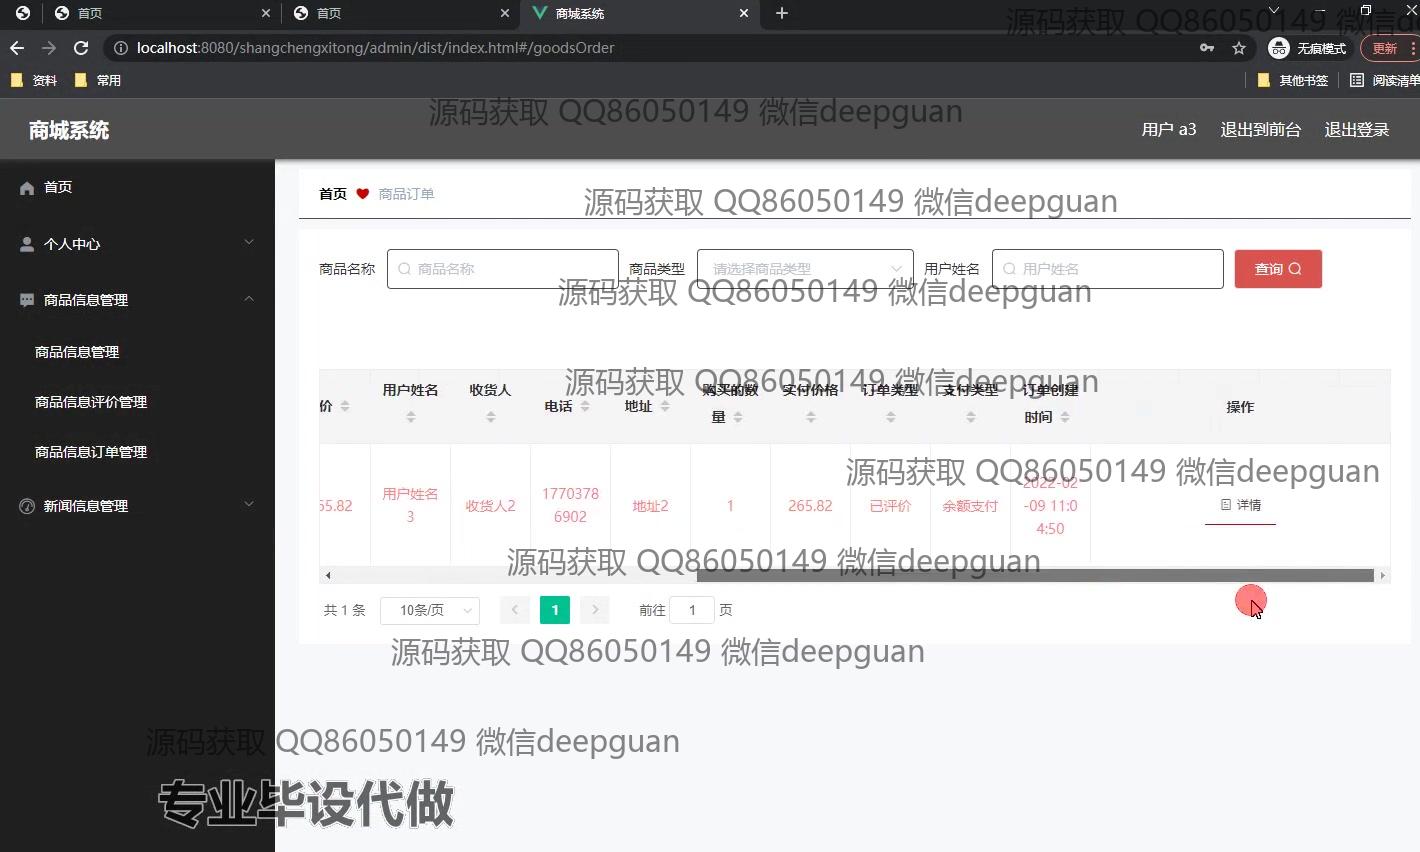 首页
首页
商城系统
localhost:8080/shangchengxitong/admin/dist/index.html#/goodsOrder
无痕模式
更新
资料
常用
其他书签
阅读清单
源码获取 QQ86050149 微信de
源码获取 QQ86050149 微信deepguan
商城系统
用户 a3
退出到前台
退出登录
首页
个人中心
商品信息管理
商品信息管理
商品信息评价管理
商品信息订单管理
新闻信息管理
首页 商品订单
源码获取 QQ86050149 微信deepguan
商品名称 商品名称
商品类型 请选择商品类型
用户姓名 用户姓名
查询
源码获取 QQ86050149 微信deepguan
源码获取 QQ86050149 微信deepguan
价
用户姓名
收货人
电话
地址
购买的数量
实付价格
订单类型
支付类型
订单创建时间
操作
源码获取 QQ86050149 微信deepguan
65.82
用户姓名3
收货人2
17703786902
地址2
1
265.82
已评价
余额支付
2022-02-09 11:04:50
详情
源码获取 QQ86050149 微信deepguan
共 1 条
10条/页
1
前往 1 页
源码获取 QQ86050149 微信deepguan
源码获取 QQ86050149 微信deepguan
专业毕设代做